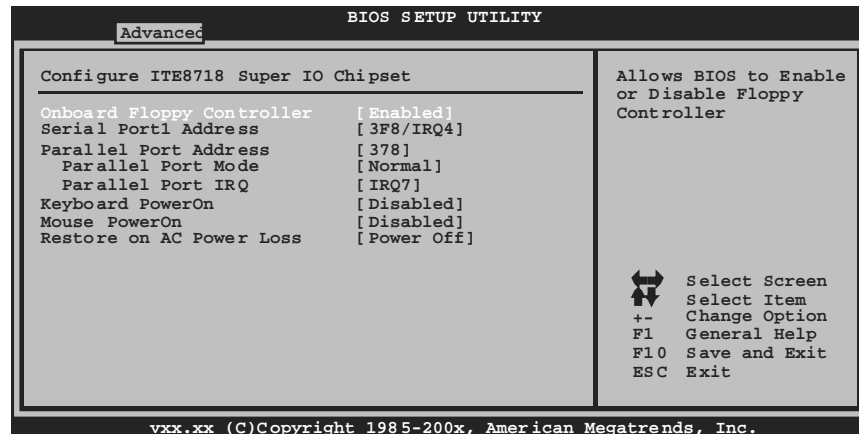 BIOS SETUP UTILITY
Advanced
Configure ITE8718 Super IO Chipset
Onboard Floppy Controller [Enabled]
Serial Port1 Address [3F8/IRQ4]
Parallel Port Address [378]
Parallel Port Mode [Normal]
Parallel Port IRQ [IRQ7]
Keyboard PowerOn [Disabled]
Mouse PowerOn [Disabled]
Restore on AC Power Loss [Power Off]
Allows BIOS to Enable
or Disable Floppy
Controller
Select Screen
Select Item
+- Change Option
F1 General Help
F10 Save and Exit
ESC Exit
vxx.xx (C)Copyright 1985-200x, American Megatrends, Inc.